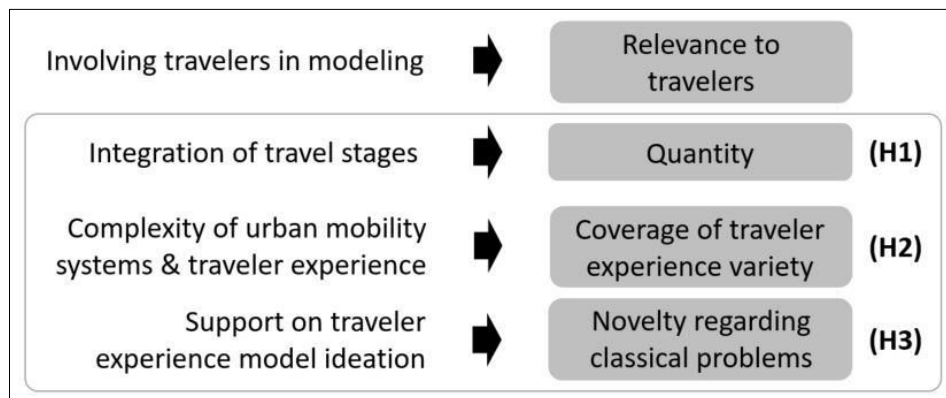 Involving travelers in modeling
Relevance to
travelers
Integration of travel stages
Quantity
(H1)
Complexity of urban mobility
systems & traveler experience
Coverage of traveler
experience variety
(H2)
Support on traveler
experience model ideation
Novelty regarding
classical problems
(H3)